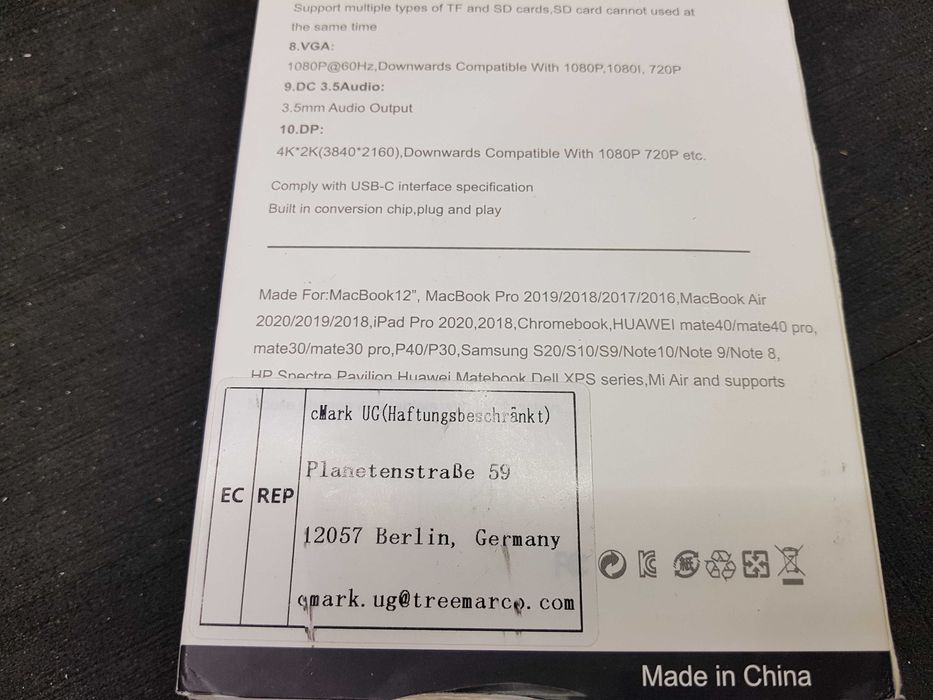 Support multiple types of TF and SD cards,SD card cannot used at
the same time
8.VGA:
1080P@60Hz,Downwards Compatible With 1080P,1080I, 720P
9.DC 3.5Audio:
3.5mm Audio Output
10.DP:
4K*2K(3840*2160),Downwards Compatible With 1080P 720P etc.
Comply with USB-C interface specification
Built in conversion chip,plug and play
Made For:MacBook12”, MacBook Pro 2019/2018/2017/2016,MacBook Air
2020/2019/2018,iPad Pro 2020,2018,Chromebook,HUAWEI mate40/mate40 pro,
mate30/mate30 pro,P40/P30,Samsung S20/S10/S9/Note10/Note 9/Note 8,
HP Spectre Pavilion Huawei Matebook Dell XPS series,Mi Air and supports
EC REP
cMark UG(Haftungsbeschränkt)
Planetenstraße 59
12057 Berlin, Germany
cmark.ug@treemarco.com
Made in China